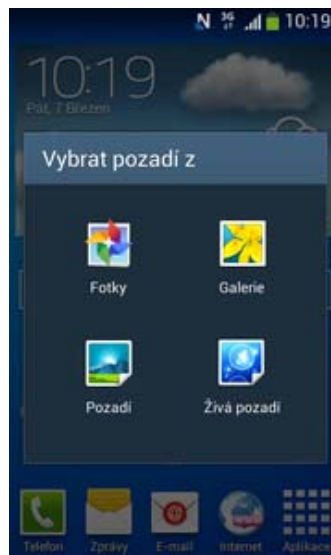 3G
10:19
10:19
Pát, 7 Březen
Vybrat pozadí z
Fotky
Galerie
Pozadí
Živá pozadí
Telefon
Zprávy
E-mail
Internet
Aplikace